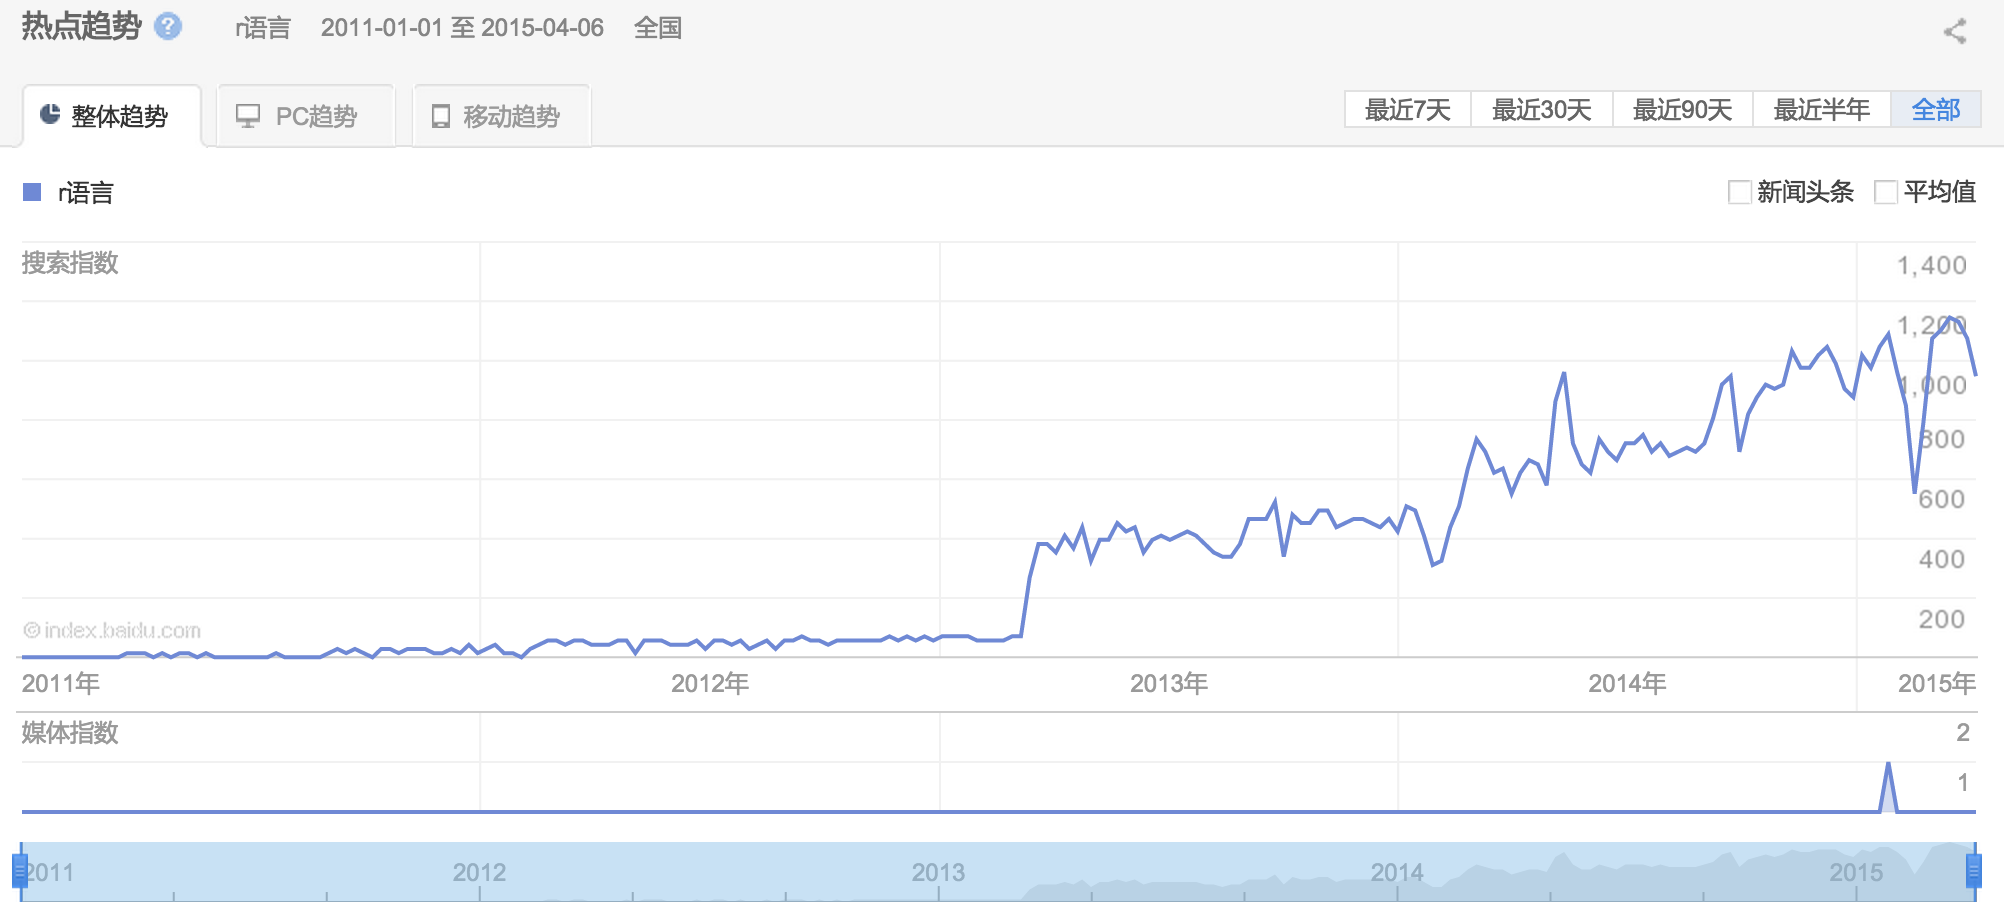 热点趋势 ? r语言 2011-01-01 至 2015-04-06 全国
整体趋势 PC趋势 移动趋势 最近7天 最近30天 最近90天 最近半年 全部
r语言 新闻头条 平均值
搜索指数 1,400
1,200
1,000
800
600
400
200
©index.baidu.com
2011年 2012年 2013年 2014年 2015年
媒体指数 2
1
2011 2012 2013 2014 2015